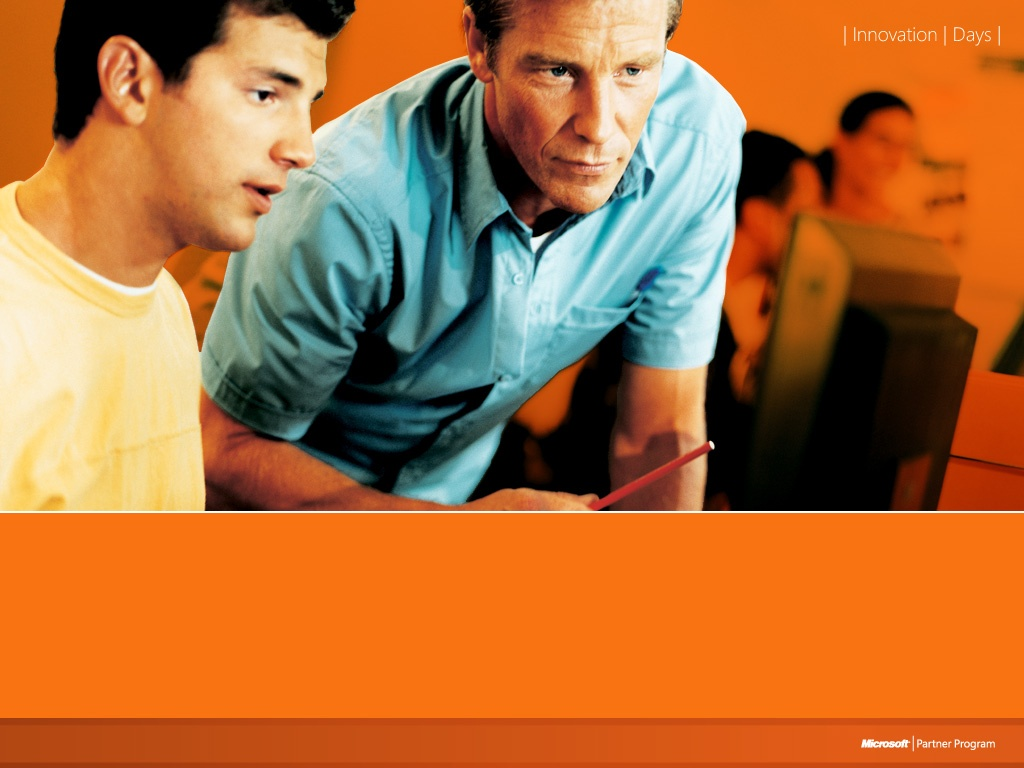 | Innovation | Days |
Microsoft | Partner Program